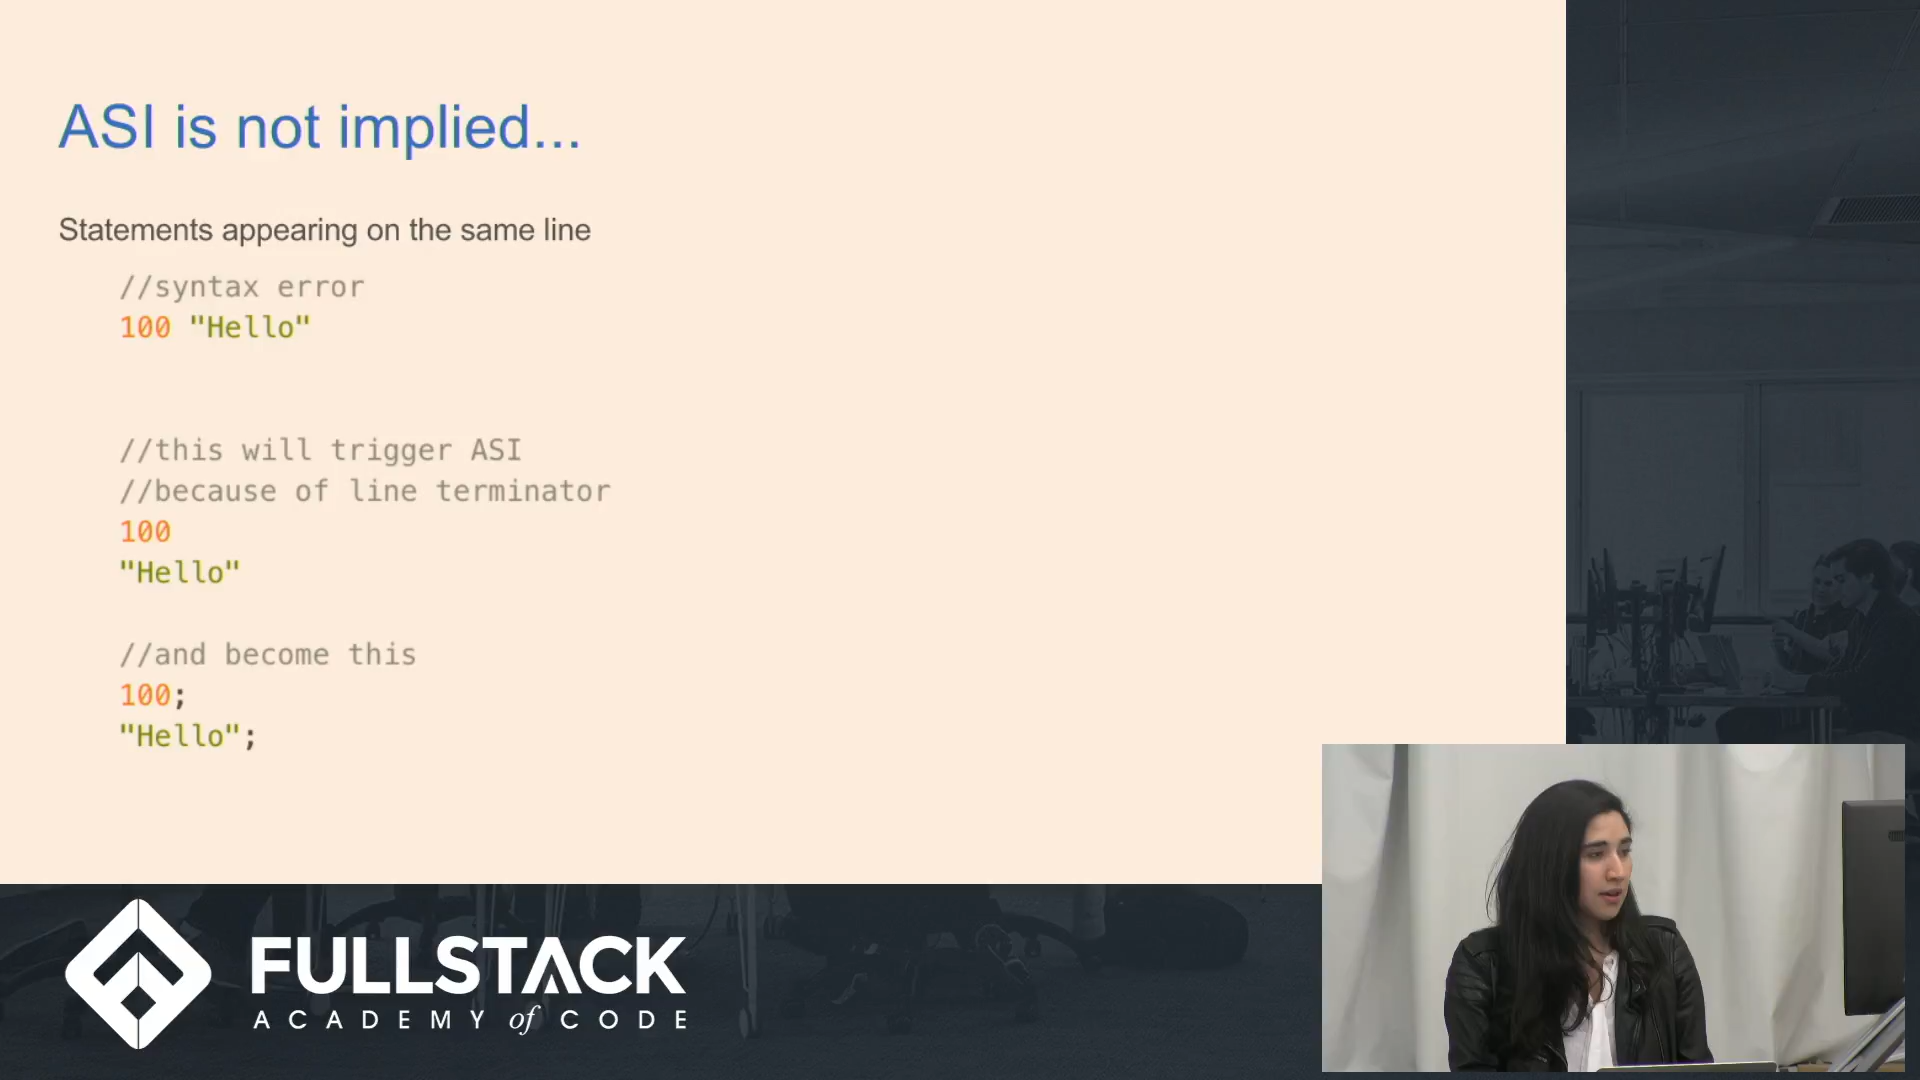 ASI is not implied...
Statements appearing on the same line
//syntax error
100 "Hello"
//this will trigger ASI
//because of line terminator
100
"Hello"
//and become this
100;
"Hello";
FULLSTACK
ACADEMY of CODE